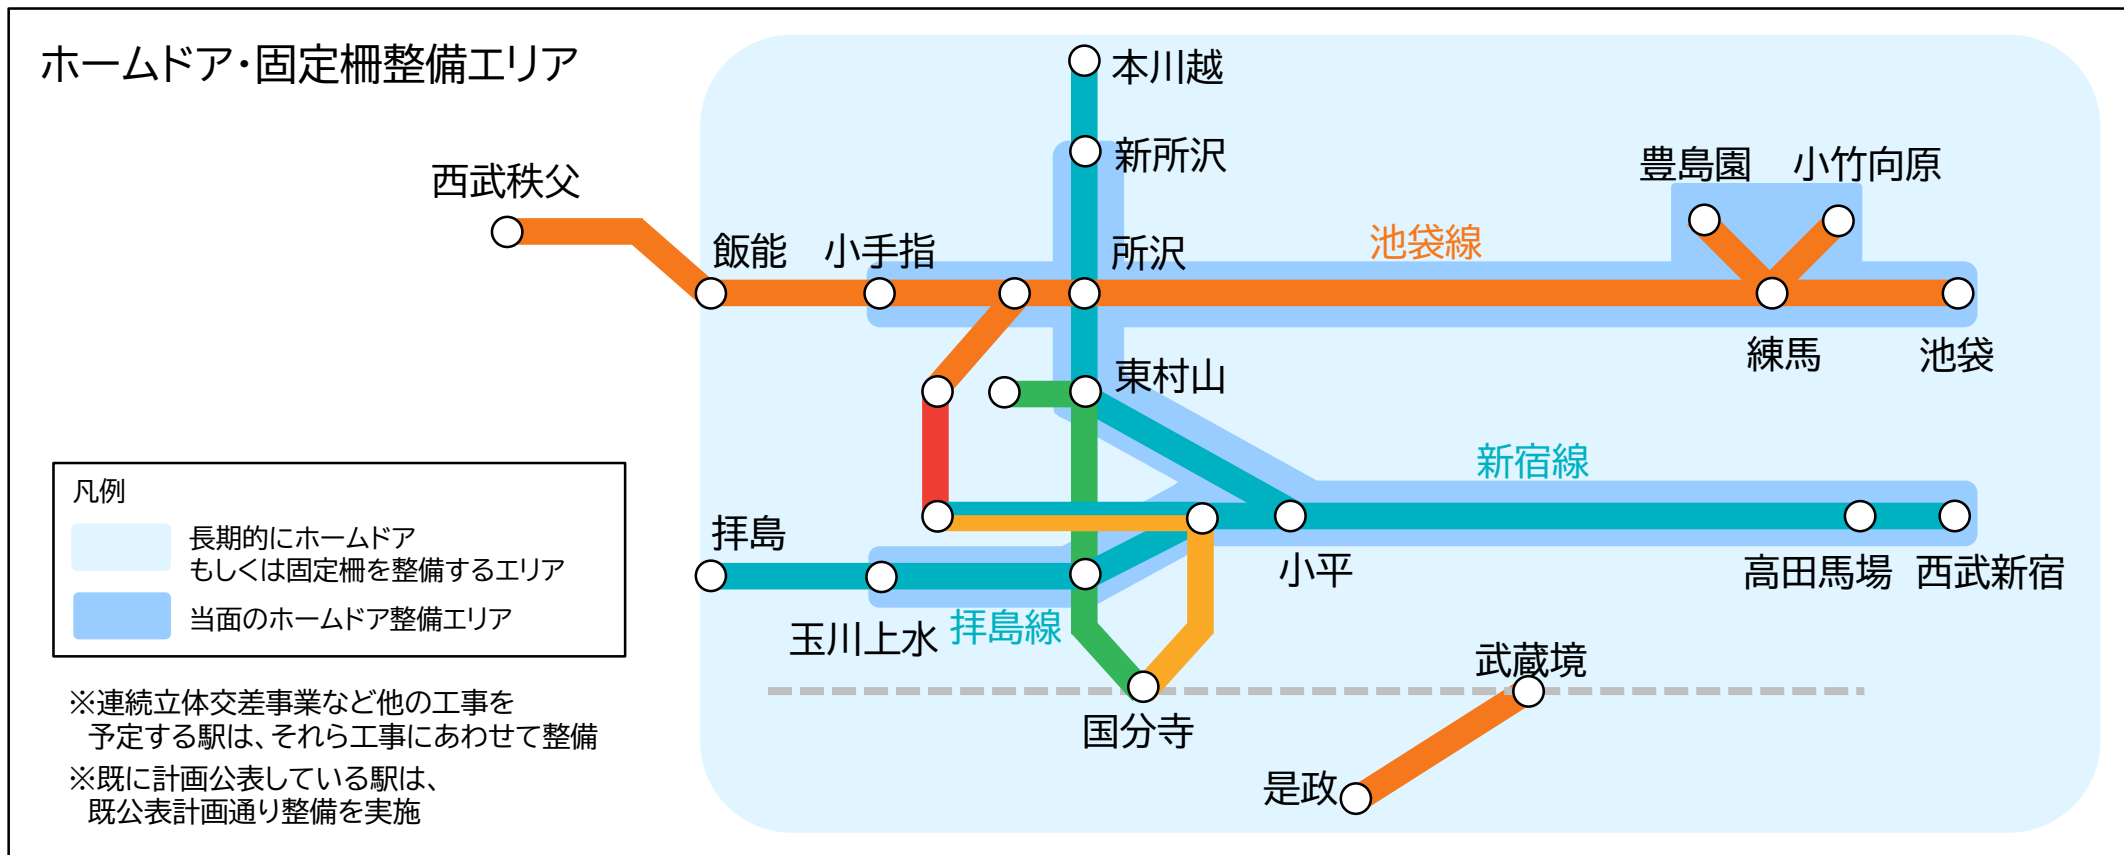 ホームドア・固定柵整備エリア
本川越
新所沢
西武秩父
豊島園
小竹向原
飯能
小手指
所沢
池袋線
練馬
池袋
東村山
新宿線
凡例
長期的にホームドア
もしくは固定柵を整備するエリア
当面のホームドア整備エリア
拝島
小平
高田馬場
西武新宿
玉川上水
拝島線
武蔵境
国分寺
是政
※連続立体交差事業など他の工事を
予定する駅は、それら工事にあわせて整備
※既に計画公表している駅は、
既公表計画通り整備を実施